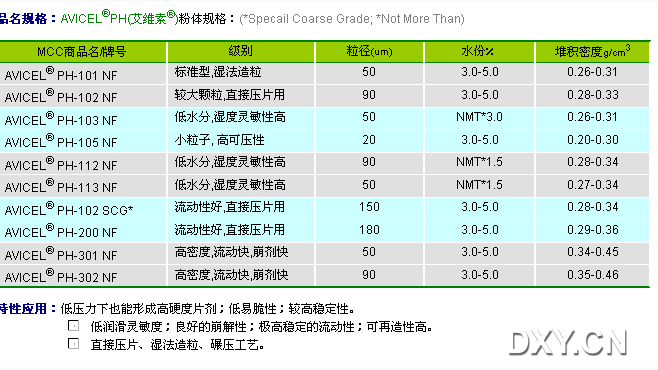 品名规格：AVICEL®PH(艾维素®)粉体规格：(*Specail Coarse Grade; *Not More Than)
MCC商品名/牌号 级别 粒径(um) 水份% 堆积密度g/cm3
AVICEL® PH-101 NF 标准型,湿法造粒 50 3.0-5.0 0.26-0.31
AVICEL® PH-102 NF 较大颗粒,直接压片用 90 3.0-5.0 0.28-0.33
AVICEL® PH-103 NF 低水分,湿度灵敏性高 50 NMT*3.0 0.26-0.31
AVICEL® PH-105 NF 小粒子, 高可压性 20 3.0-5.0 0.20-0.30
AVICEL® PH-112 NF 低水分,湿度灵敏性高 90 NMT*1.5 0.28-0.34
AVICEL® PH-113 NF 低水分,湿度灵敏性高 50 NMT*1.5 0.27-0.34
AVICEL® PH-102 SCG* 流动性好,直接压片用 150 3.0-5.0 0.28-0.34
AVICEL® PH-200 NF 流动性好,直接压片用 180 3.0-5.0 0.29-0.36
AVICEL® PH-301 NF 高密度,流动快,崩剂快 50 3.0-5.0 0.34-0.45
AVICEL® PH-302 NF 高密度,流动快,崩剂快 90 3.0-5.0 0.35-0.46
特性应用：低压力下也能形成高硬度片剂；低易脆性；较高稳定性。
低润滑灵敏度；良好的崩解性；极高稳定的流动性；可再造性高。
直接压片、湿法造粒、碾压工艺。
DXY.CN